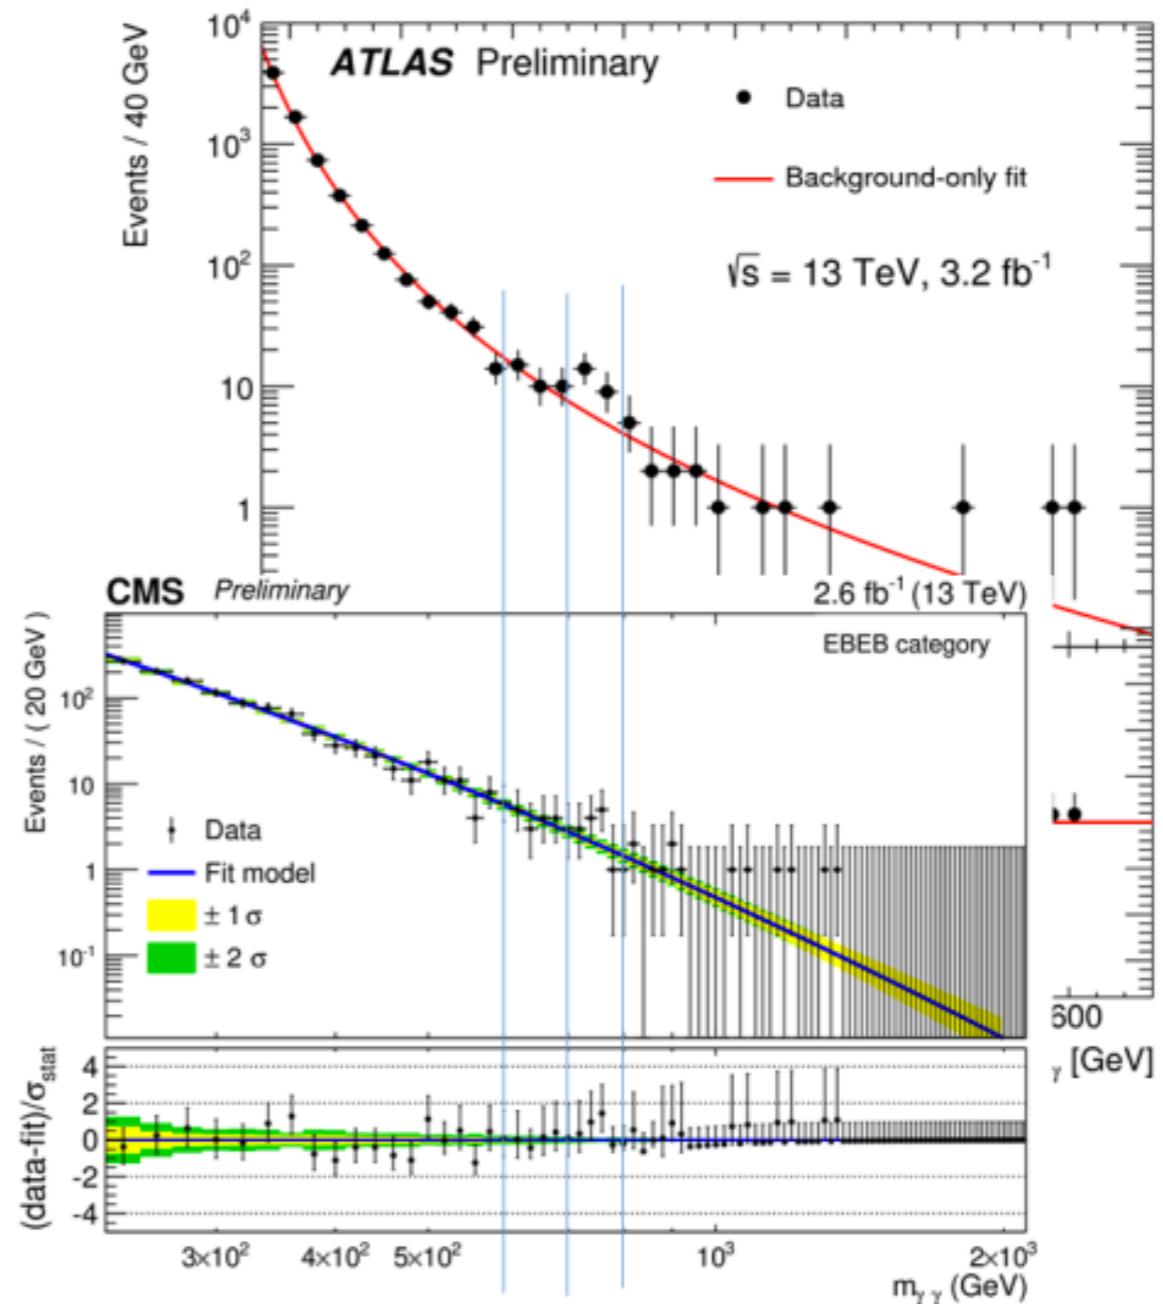 10⁴
ATLAS Preliminary
Events / 40 GeV
Data
10³
Background-only fit
10²
√s = 13 TeV, 3.2 fb⁻¹
10
1
CMS Preliminary
2.6 fb⁻¹ (13 TeV)
EBEB category
Events / ( 20 GeV )
10²
10
Data
1
Fit model
± 1 σ
10⁻¹
± 2 σ
600
γ [GeV]
(data-fit)/σstat
4
2
0
-2
-4
3×10² 4×10² 5×10² 10³ 2×10²
mγγ (GeV)